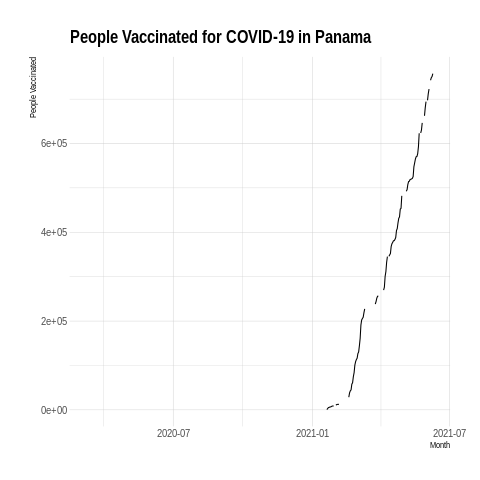 People Vaccinated for COVID-19 in Panama
People Vaccinated
6e+05
4e+05
2e+05
0e+00
2020-07
2021-01
2021-07
Month